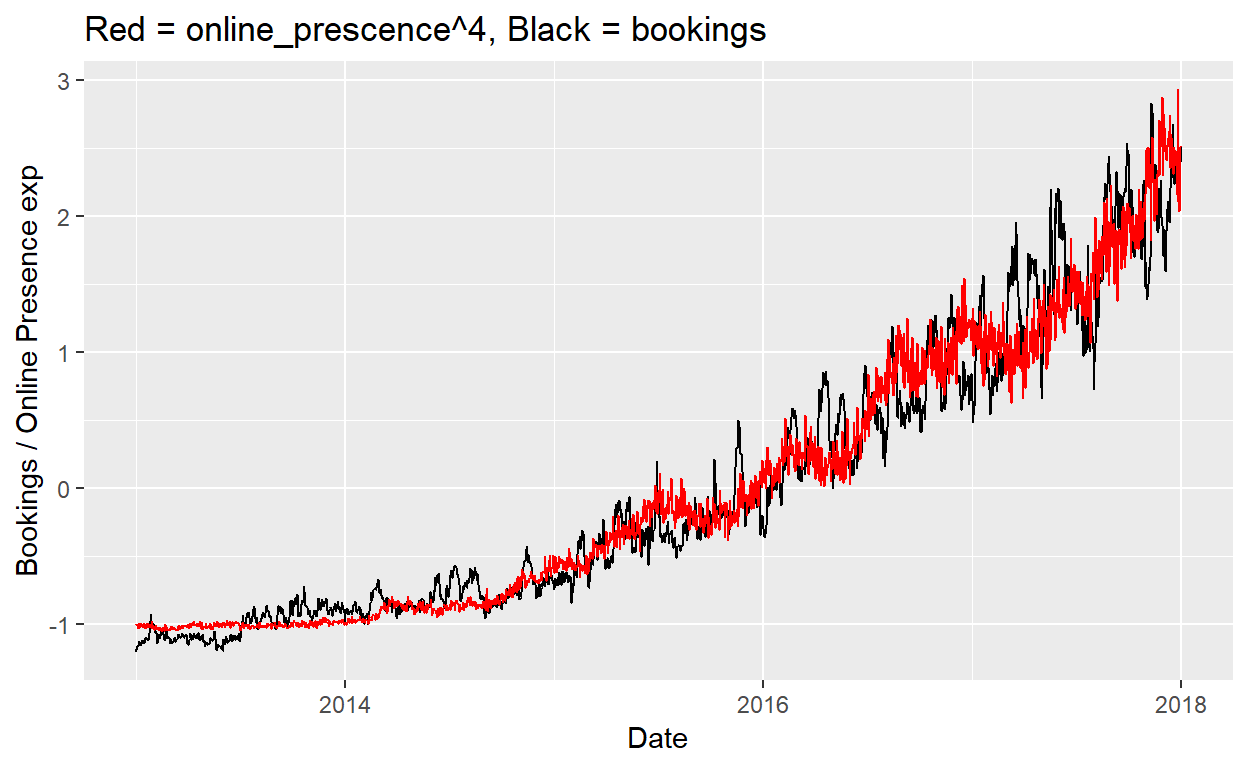 Red = online_prescence^4, Black = bookings
3
2
1
0
-1
Bookings / Online Presence exp
2014
2016
2018
Date